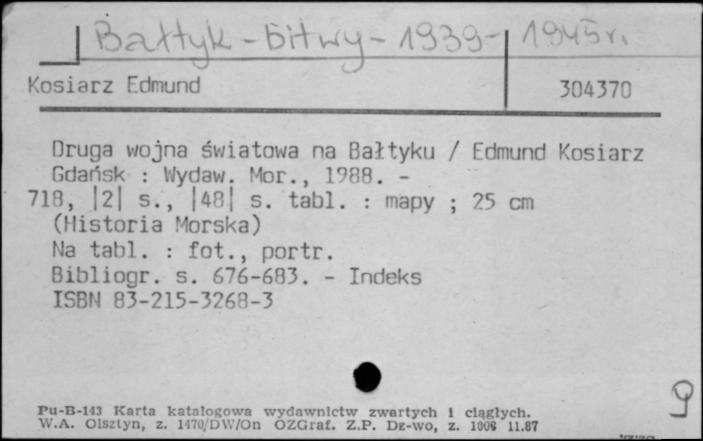 Bałtyk - bitwy - 1939-1945 r.
Kosiarz Edmund 304370
Druga wojna światowa na Bałtyku / Edmund Kosiarz
Gdańsk : Wydaw. Mor., 1988. -
718, |2| s., |48| s. tabl. : mapy ; 25 cm
(Historia Morska)
Na tabl. : fot., portr.
Bibliogr. s. 676-683. - Indeks
ISBN 83-215-3268-3
Pu-B-143 Karta katalogowa wydawnictw zwartych i ciągłych.
W.A. Olsztyn, z. 1470/DW/On OZGraf. Z.P. Dz-wo, z. 1008 11.87